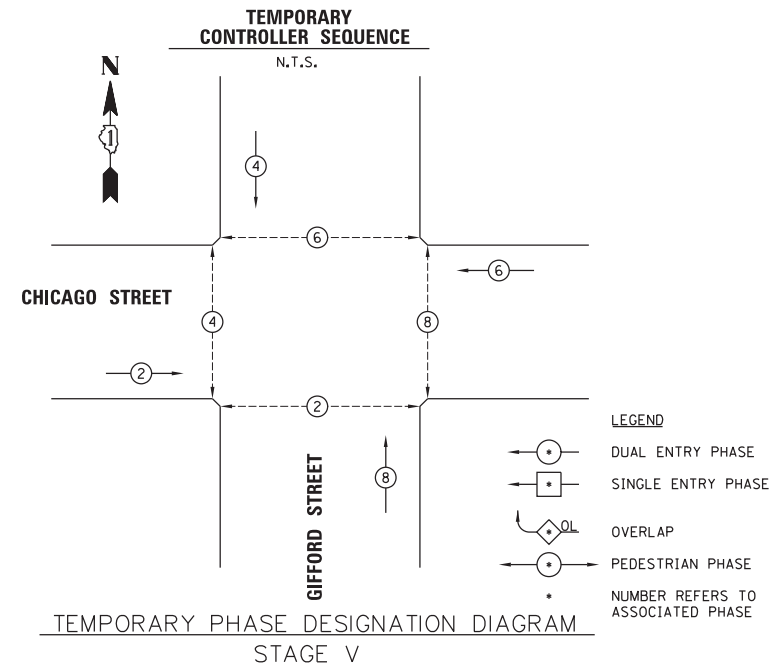 TEMPORARY
CONTROLLER SEQUENCE
N.T.S.
N
1
4
6
6
CHICAGO STREET
4
8
2
2
8
GIFFORD STREET
LEGEND
* DUAL ENTRY PHASE
* SINGLE ENTRY PHASE
* OL OVERLAP
* PEDESTRIAN PHASE
* NUMBER REFERS TO
ASSOCIATED PHASE
TEMPORARY PHASE DESIGNATION DIAGRAM
STAGE V